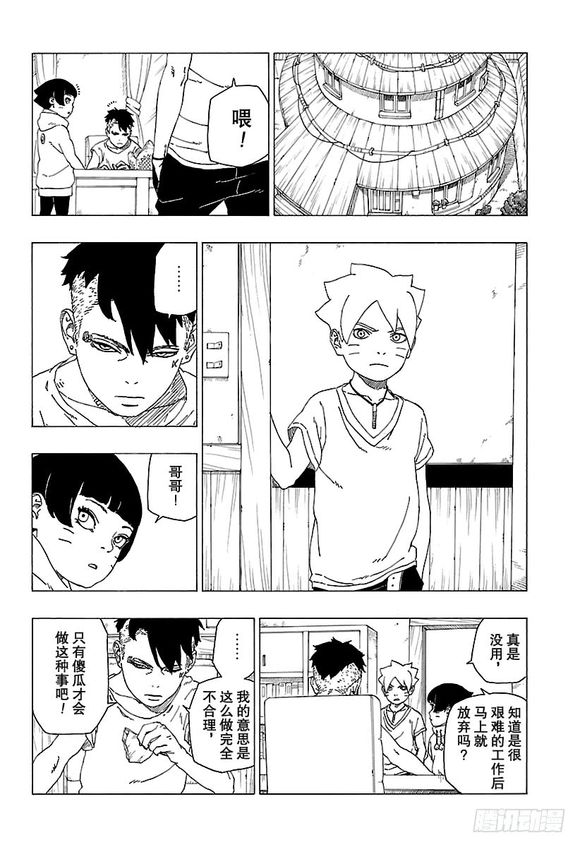 喂！
……
哥哥！
真是
没用，
知道是很
艰难的工作后
马上就
放弃吗？
……
我的意思是
这么做完全
不合理，
只有傻瓜才会
做这种事吧！
K
腾讯动漫